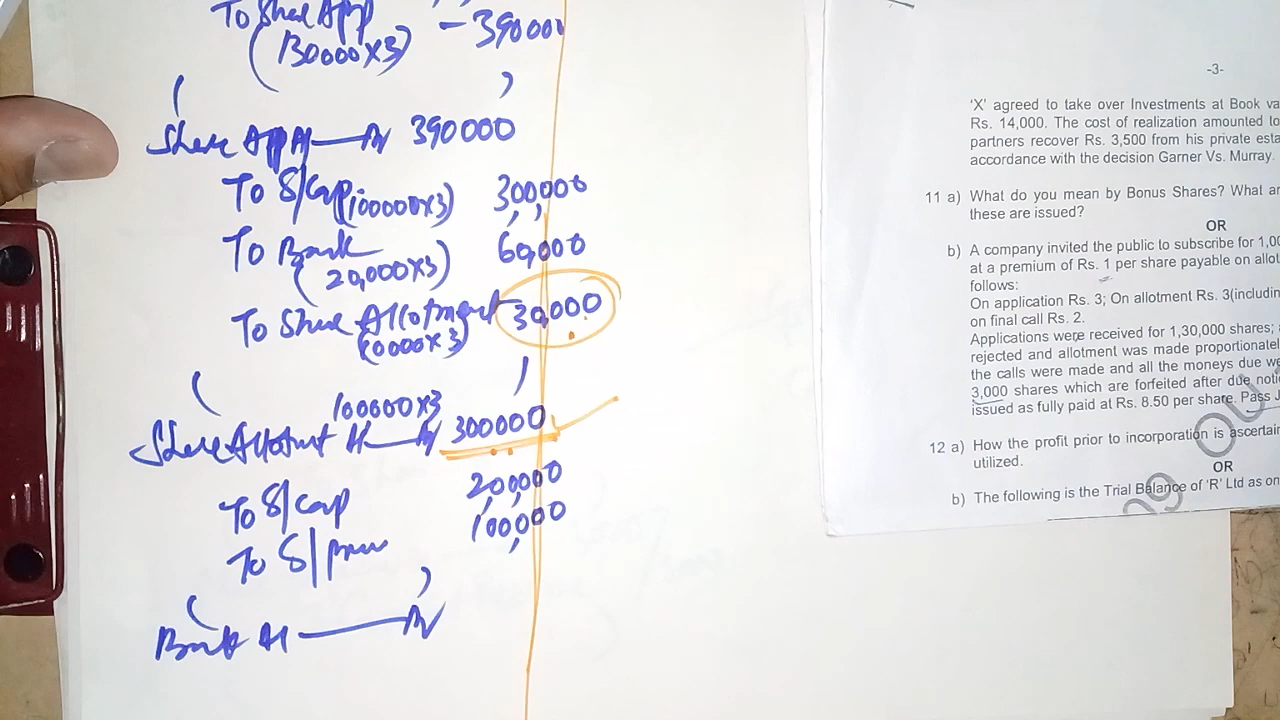 To Share App - 390000
(130000x3)
Share App A/c Dr 390000
To S/cap (100000x3) 300,000
To Bank 60,000
(20,000x3)
To Share Allotment 30,000
(10000x3)
100000x3
Share Allotment A/c Dr 300000
To S/cap 200,000
To S/prem 100,000
Bank A/c Dr
-3-
'X' agreed to take over Investments at Book va
Rs. 14,000. The cost of realization amounted to
partners recover Rs. 3,500 from his private esta
accordance with the decision Garner Vs. Murray.
11 a) What do you mean by Bonus Shares? What ar
these are issued?
OR
b) A company invited the public to subscribe for 1,00
at a premium of Rs. 1 per share payable on allot
follows:
On application Rs. 3; On allotment Rs. 3(includin
on final call Rs. 2.
Applications were received for 1,30,000 shares;
rejected and allotment was made proportionatel
the calls were made and all the moneys due we
3,000 shares which are forfeited after due noti
issued as fully paid at Rs. 8.50 per share. Pass J
12 a) How the profit prior to incorporation is ascertain
utilized.
OR
b) The following is the Trial Balance of 'R' Ltd as on